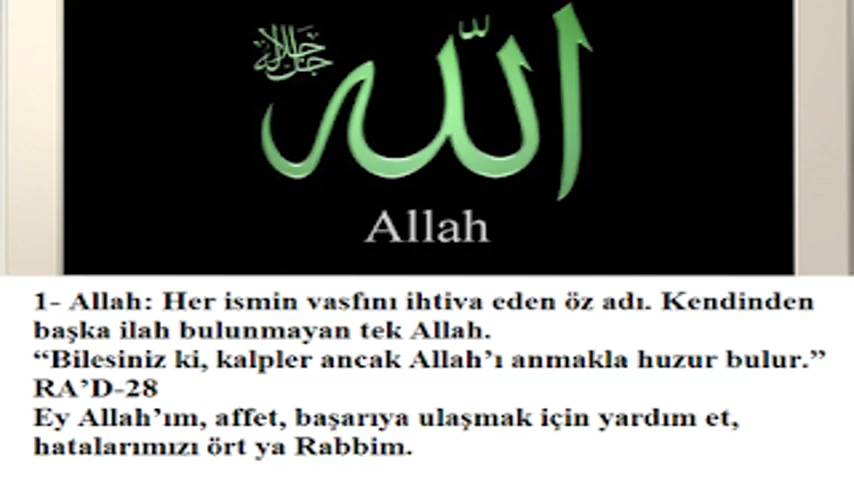 الله
جل جلاله
Allah
1- Allah: Her ismin vasfını ihtiva eden öz adı. Kendinden
başka ilah bulunmayan tek Allah.
“Bilesiniz ki, kalpler ancak Allah’ı anmakla huzur bulur.”
RA’D-28
Ey Allah’ım, affet, başarıya ulaşmak için yardım et,
hatalarımızı ört ya Rabbim.